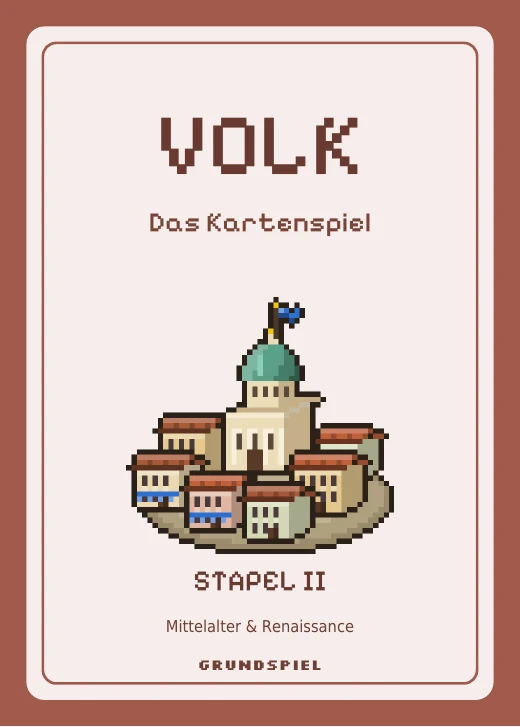 VOLK
Das Kartenspiel
STAPEL II
Mittelalter & Renaissance
GRUNDSPIEL